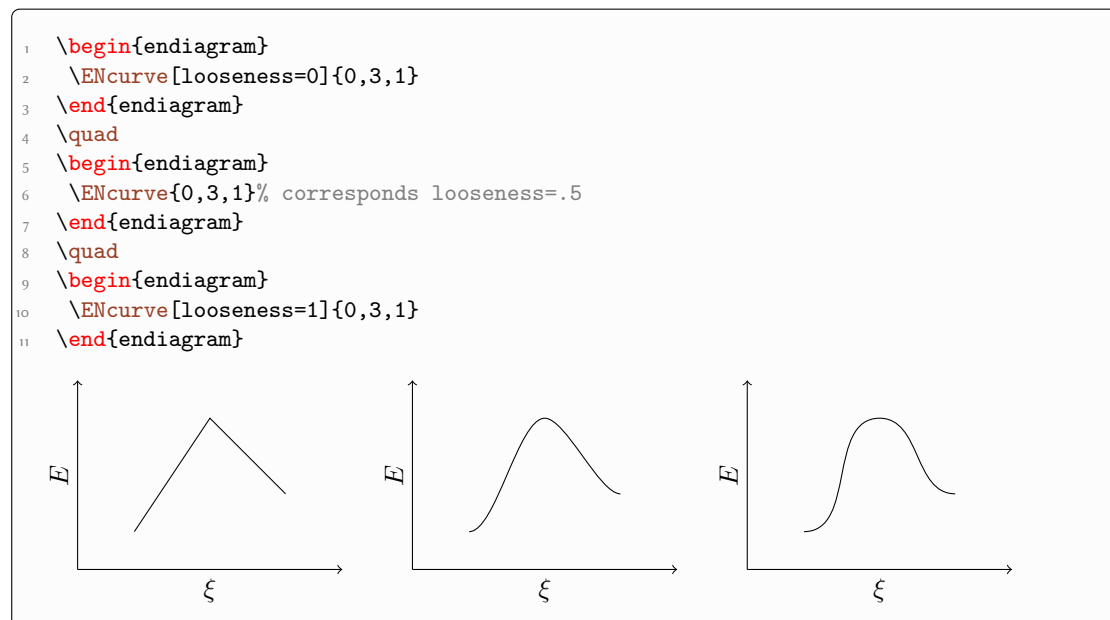 1 \begin{endiagram}
2 \ENcurve[looseness=0]{0,3,1}
3 \end{endiagram}
4 \quad
5 \begin{endiagram}
6 \ENcurve{0,3,1}% corresponds looseness=.5
7 \end{endiagram}
8 \quad
9 \begin{endiagram}
10 \ENcurve[looseness=1]{0,3,1}
11 \end{endiagram}
E E E
ξ ξ ξ